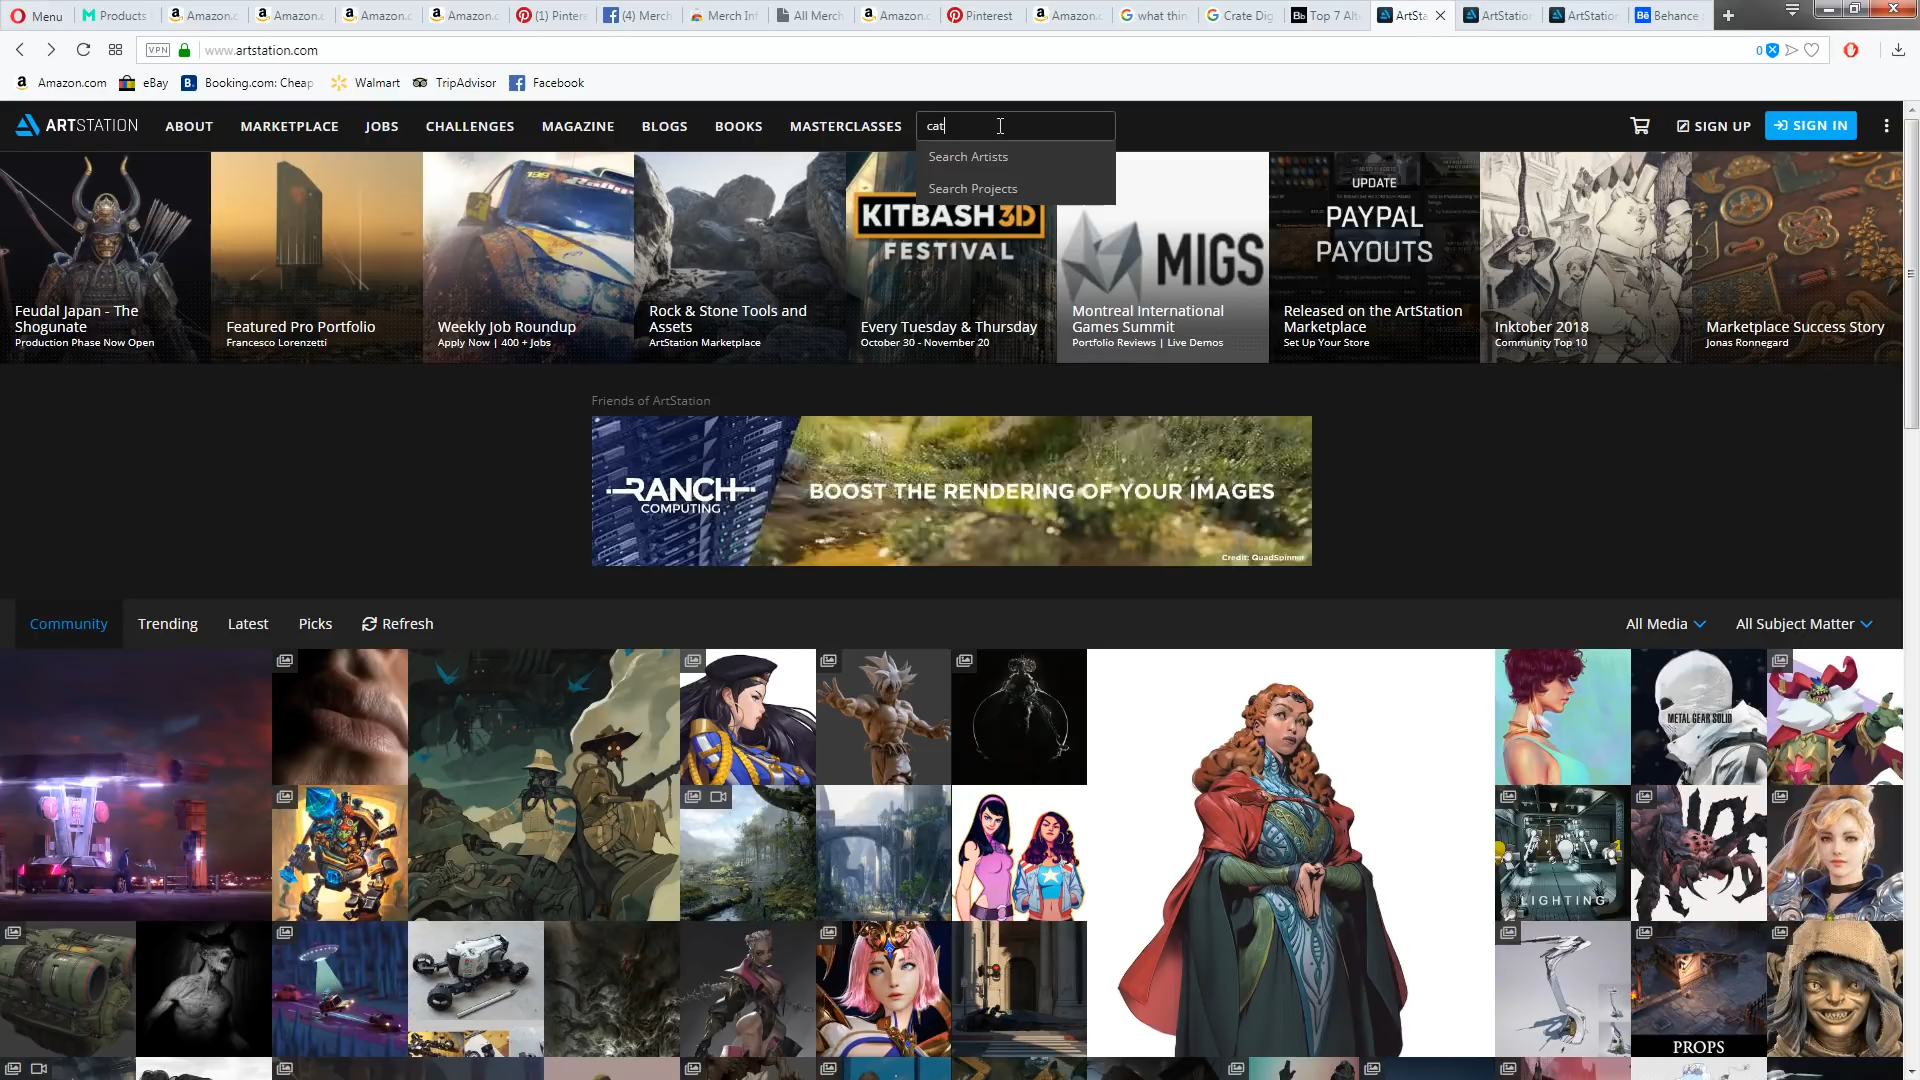 Menu
Products
Amazon.c
Amazon.c
Amazon.c
Amazon.c
(1) Pintere
(4) Merch
Merch Inf
All Merch
Amazon.c
Pinterest
Amazon.c
what thin
Crate Dig
Top 7 Alt
ArtSta
ArtStation
ArtStation
Behance
VPN
www.artstation.com
0
Amazon.com
eBay
Booking.com: Cheap
Walmart
TripAdvisor
Facebook
ARTSTATION
ABOUT
MARKETPLACE
JOBS
CHALLENGES
MAGAZINE
BLOGS
BOOKS
MASTERCLASSES
cat
SIGN UP
SIGN IN
Search Artists
Search Projects
Feudal Japan - The
Shogunate
Production Phase Now Open
Featured Pro Portfolio
Francesco Lorenzetti
Weekly Job Roundup
Apply Now | 400 + Jobs
Rock & Stone Tools and
Assets
ArtStation Marketplace
KITBASH3D
FESTIVAL
Every Tuesday & Thursday
October 30 - November 20
MIGS
Montreal International
Games Summit
Portfolio Reviews | Live Demos
UPDATE
PAYPAL
PAYOUTS
Released on the ArtStation
Marketplace
Set Up Your Store
Inktober 2018
Community Top 10
Marketplace Success Story
Jonas Ronnegard
Friends of ArtStation
RANCH
COMPUTING
BOOST THE RENDERING OF YOUR IMAGES
Credit: QuadSpinner
Community
Trending
Latest
Picks
Refresh
All Media
All Subject Matter
METAL GEAR SOLID
LIGHTING
PROPS